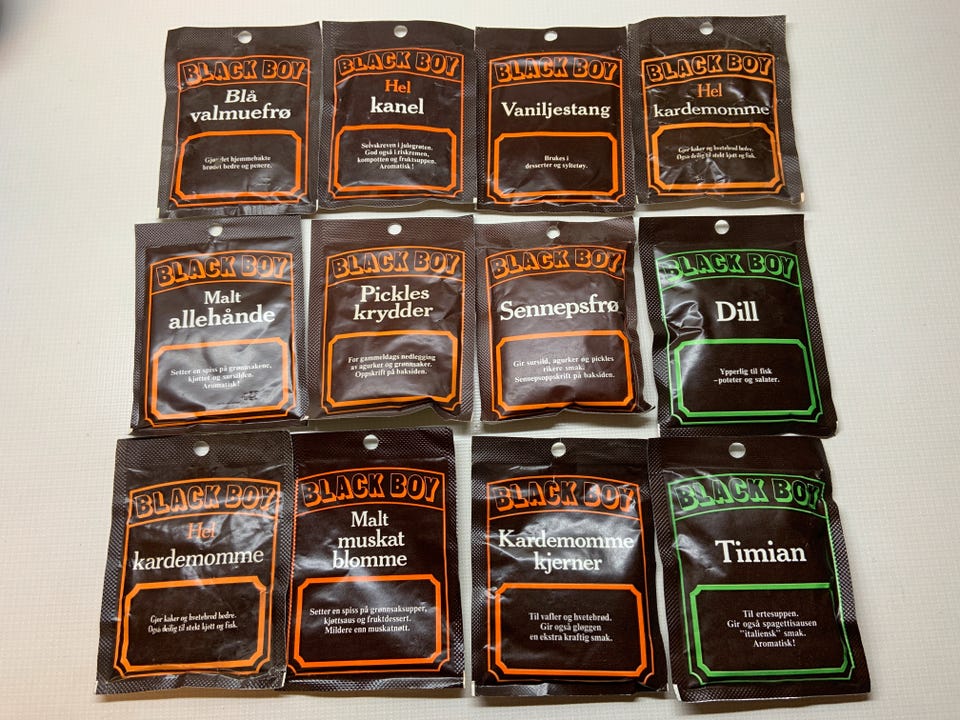 BLACK BOY
Blå
valmuefrø
Gjør det hjemmebakte
brødet bedre og penere.
BLACK BOY
Hel
kanel
Selvskreven i julegrøten.
God også i riskremen,
kompotten og fruktsuppen.
Aromatisk!
BLACK BOY
Vaniljestang
Brukes i
desserter og syltetøy.
BLACK BOY
Hel
kardemomme
Gjør kaker og hvetebrød bedre.
Også deilig til stekt kjøtt og fisk.
BLACK BOY
Malt
allehånde
Setter en spiss på grønnsakene,
kjøttet og sursilden.
Aromatisk!
BLACK BOY
Pickles
krydder
For gammeldags nedlegging
av agurker og grønnsaker.
Oppskrift på baksiden.
BLACK BOY
Sennepsfrø
Gir sursild, agurker og pickles
rikere smak.
Sennepsoppskrift på baksiden.
BLACK BOY
Dill
Ypperlig til fisk
–poteter og salater.
BLACK BOY
Hel
kardemomme
Gjør kaker og hvetebrød bedre.
Også deilig til stekt kjøtt og fisk.
BLACK BOY
Malt
muskat
blomme
Setter en spiss på grønnsaksupper,
kjøttsaus og fruktdessert.
Mildere enn muskatnøtt.
BLACK BOY
Kardemomme
kjerner
Til vafler og hvetebrød.
Gir også gløggen
en ekstra kraftig smak.
BLACK BOY
Timian
Til ertesuppen.
Gir også spagettisausen
"italiensk" smak.
Aromatisk!